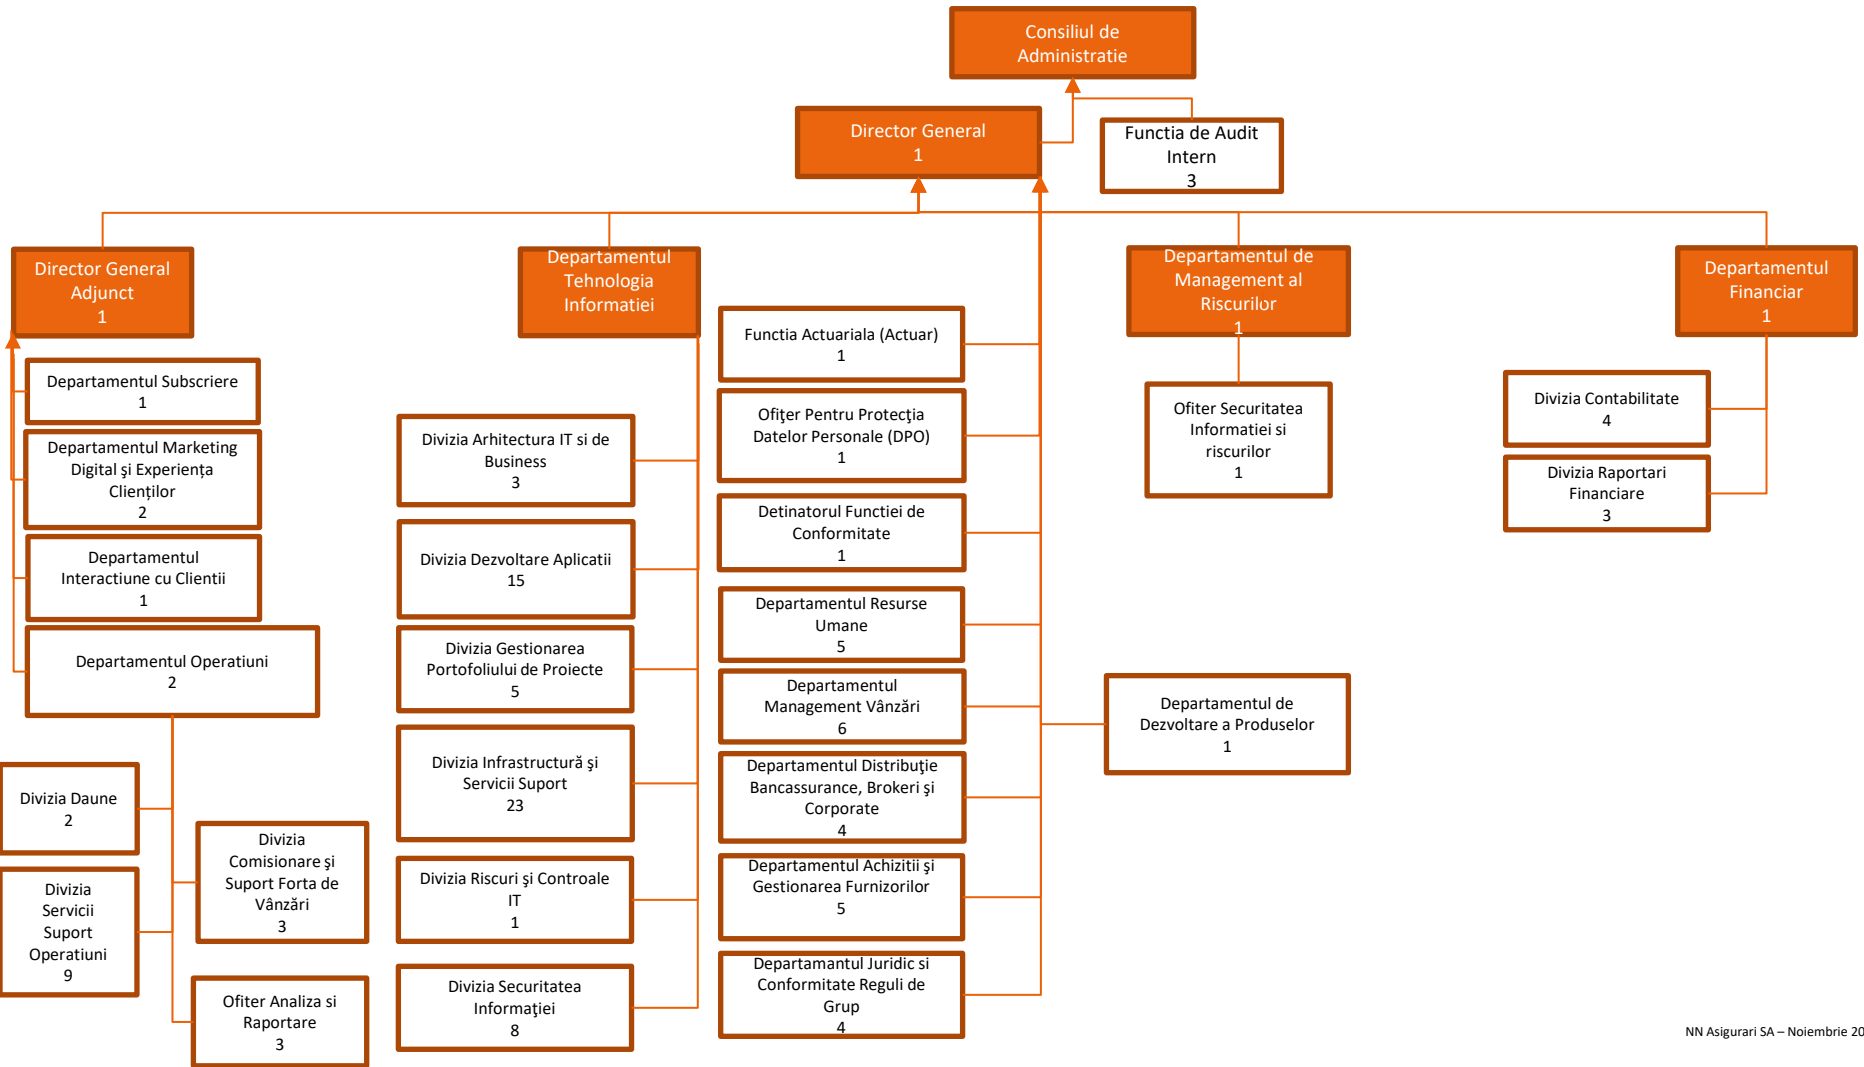 Consiliul de
Administratie
Director General
1
Functia de Audit
Intern
3
Director General
Adjunct
1
Departamentul
Tehnologia
Informatiei
Departamentul de
Management al
Riscurilor
1
Departamentul
Financiar
1
Departamentul Subscriere
1
Departamentul Marketing
Digital şi Experiența
Clienților
2
Departamentul
Interactiune cu Clientii
1
Departamentul Operatiuni
2
Divizia Daune
2
Divizia
Servicii
Suport
Operatiuni
9
Divizia
Comisionare şi
Suport Forta de
Vânzări
3
Ofiter Analiza si
Raportare
3
Divizia Arhitectura IT si de
Business
3
Divizia Dezvoltare Aplicatii
15
Divizia Gestionarea
Portofoliului de Proiecte
5
Divizia Infrastructură şi
Servicii Suport
23
Divizia Riscuri şi Controale
IT
1
Divizia Securitatea
Informaţiei
8
Functia Actuariala (Actuar)
1
Ofiţer Pentru Protecţia
Datelor Personale (DPO)
1
Detinatorul Functiei de
Conformitate
1
Departamentul Resurse
Umane
5
Departamentul
Management Vânzări
6
Departamentul Distribuţie
Bancassurance, Brokeri şi
Corporate
4
Departamentul Achizitii şi
Gestionarea Furnizorilor
5
Departamantul Juridic si
Conformitate Reguli de
Grup
4
Departamentul de
Dezvoltare a Produselor
1
Ofiter Securitatea
Informatiei si
riscurilor
1
Divizia Contabilitate
4
Divizia Raportari
Financiare
3
NN Asigurari SA – Noiembrie 20